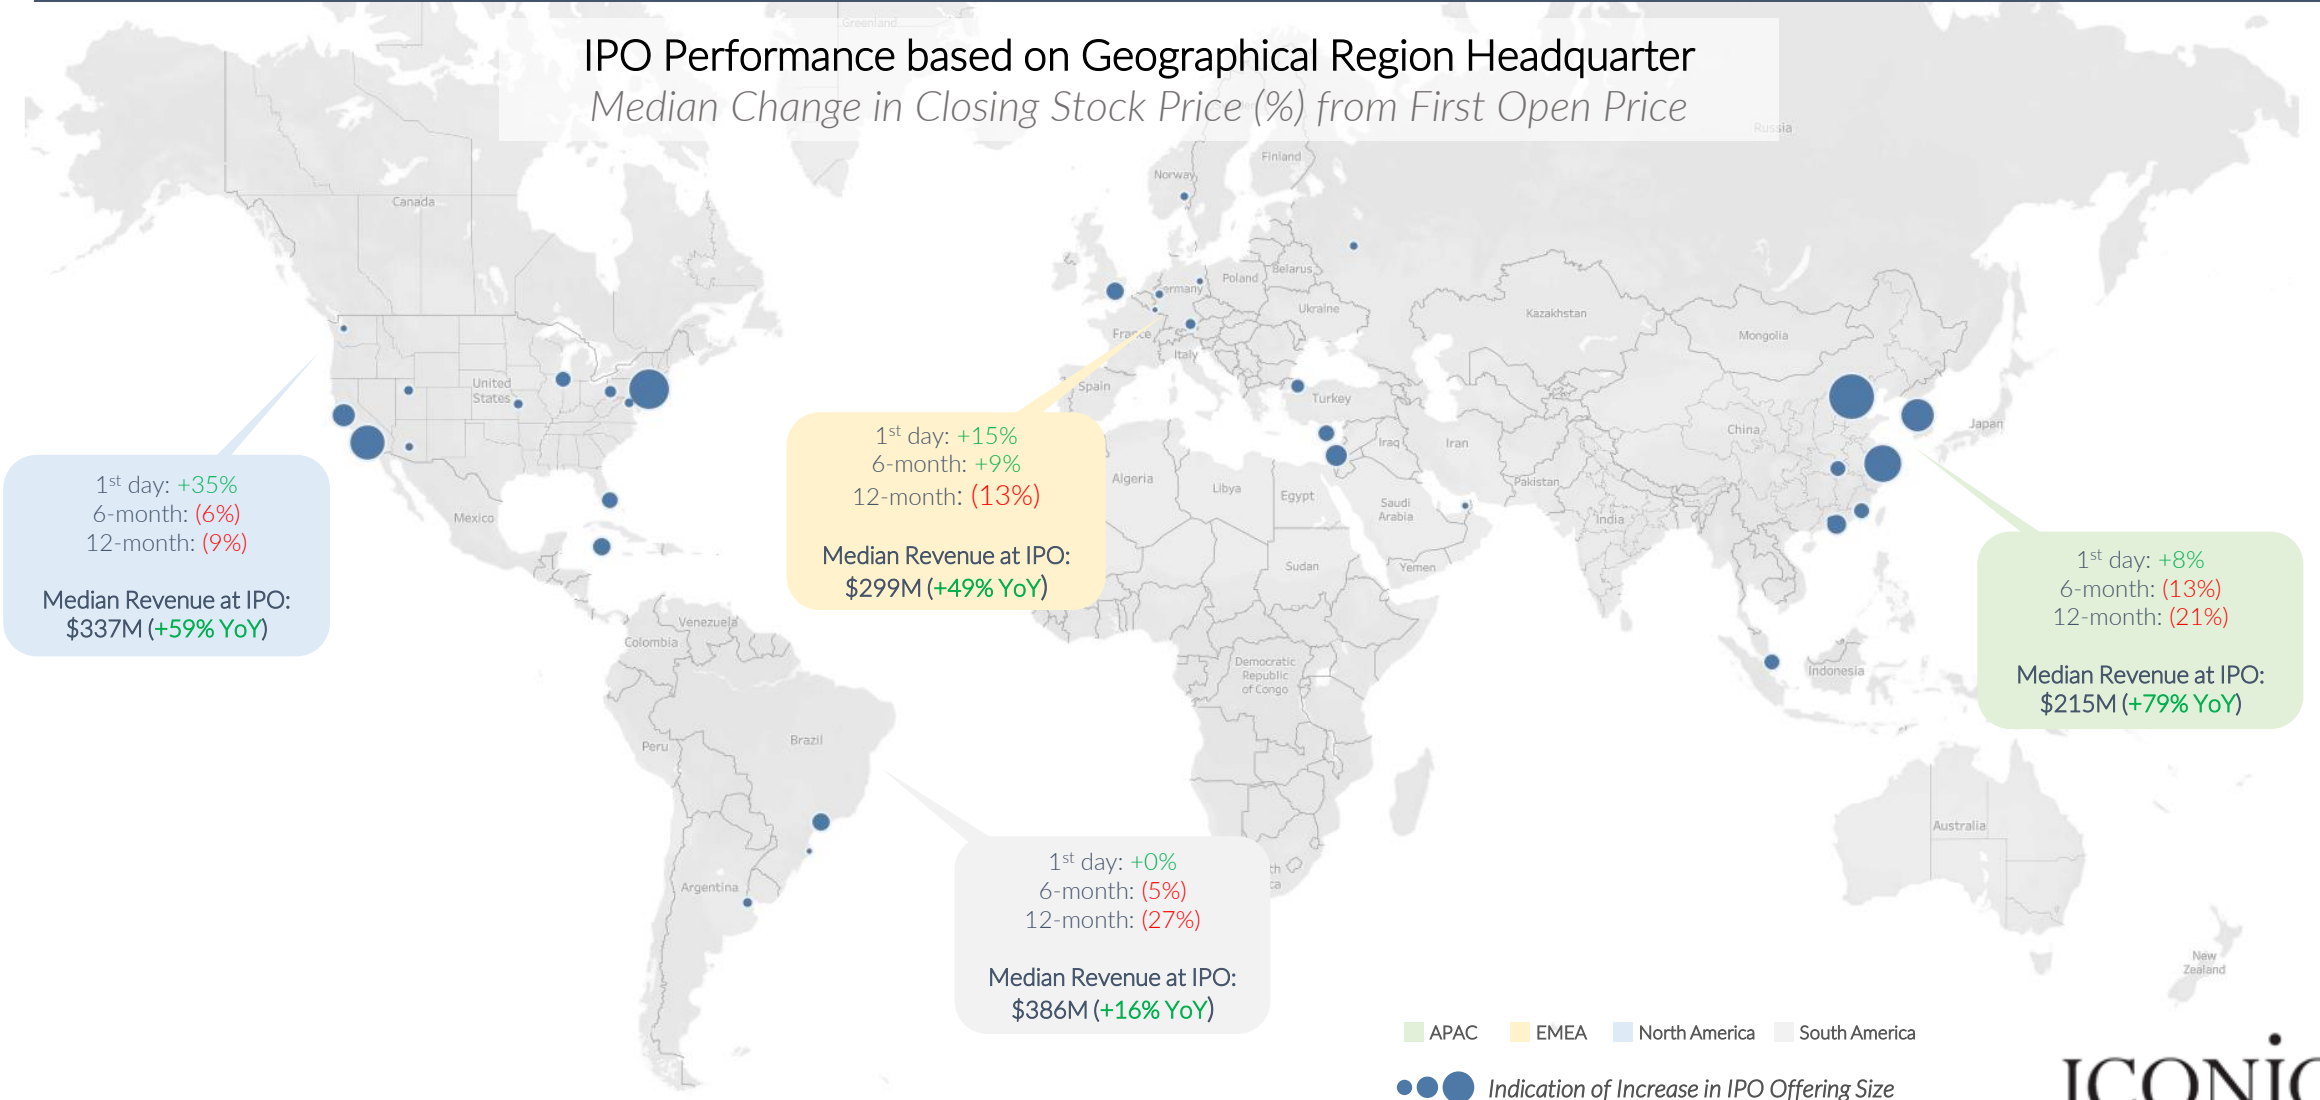 IPO Performance based on Geographical Region Headquarter
Median Change in Closing Stock Price (%) from First Open Price
Greenland
Russia
Finland
Norway
Canada
Poland
Belarus
ermany
Ukraine
Kazakhstan
France
Mongolia
Italy
United
States
Spain
Turkey
Japan
China
Iraq
Iran
Algeria
Libya
Egypt
Pakistan
Saudi
Arabia
Mexico
India
Sudan
Yemen
1st day: +35%
6-month: (6%)
12-month: (9%)
Median Revenue at IPO:
$337M (+59% YoY)
1st day: +15%
6-month: +9%
12-month: (13%)
Median Revenue at IPO:
$299M (+49% YoY)
1st day: +8%
6-month: (13%)
12-month: (21%)
Median Revenue at IPO:
$215M (+79% YoY)
Venezuela
Colombia
Democratic
Republic
of Congo
Indonesia
Peru
Brazil
Australia
Argentina
th
ca
New
Zealand
1st day: +0%
6-month: (5%)
12-month: (27%)
Median Revenue at IPO:
$386M (+16% YoY)
APAC EMEA North America South America
Indication of Increase in IPO Offering Size
ICONIQ